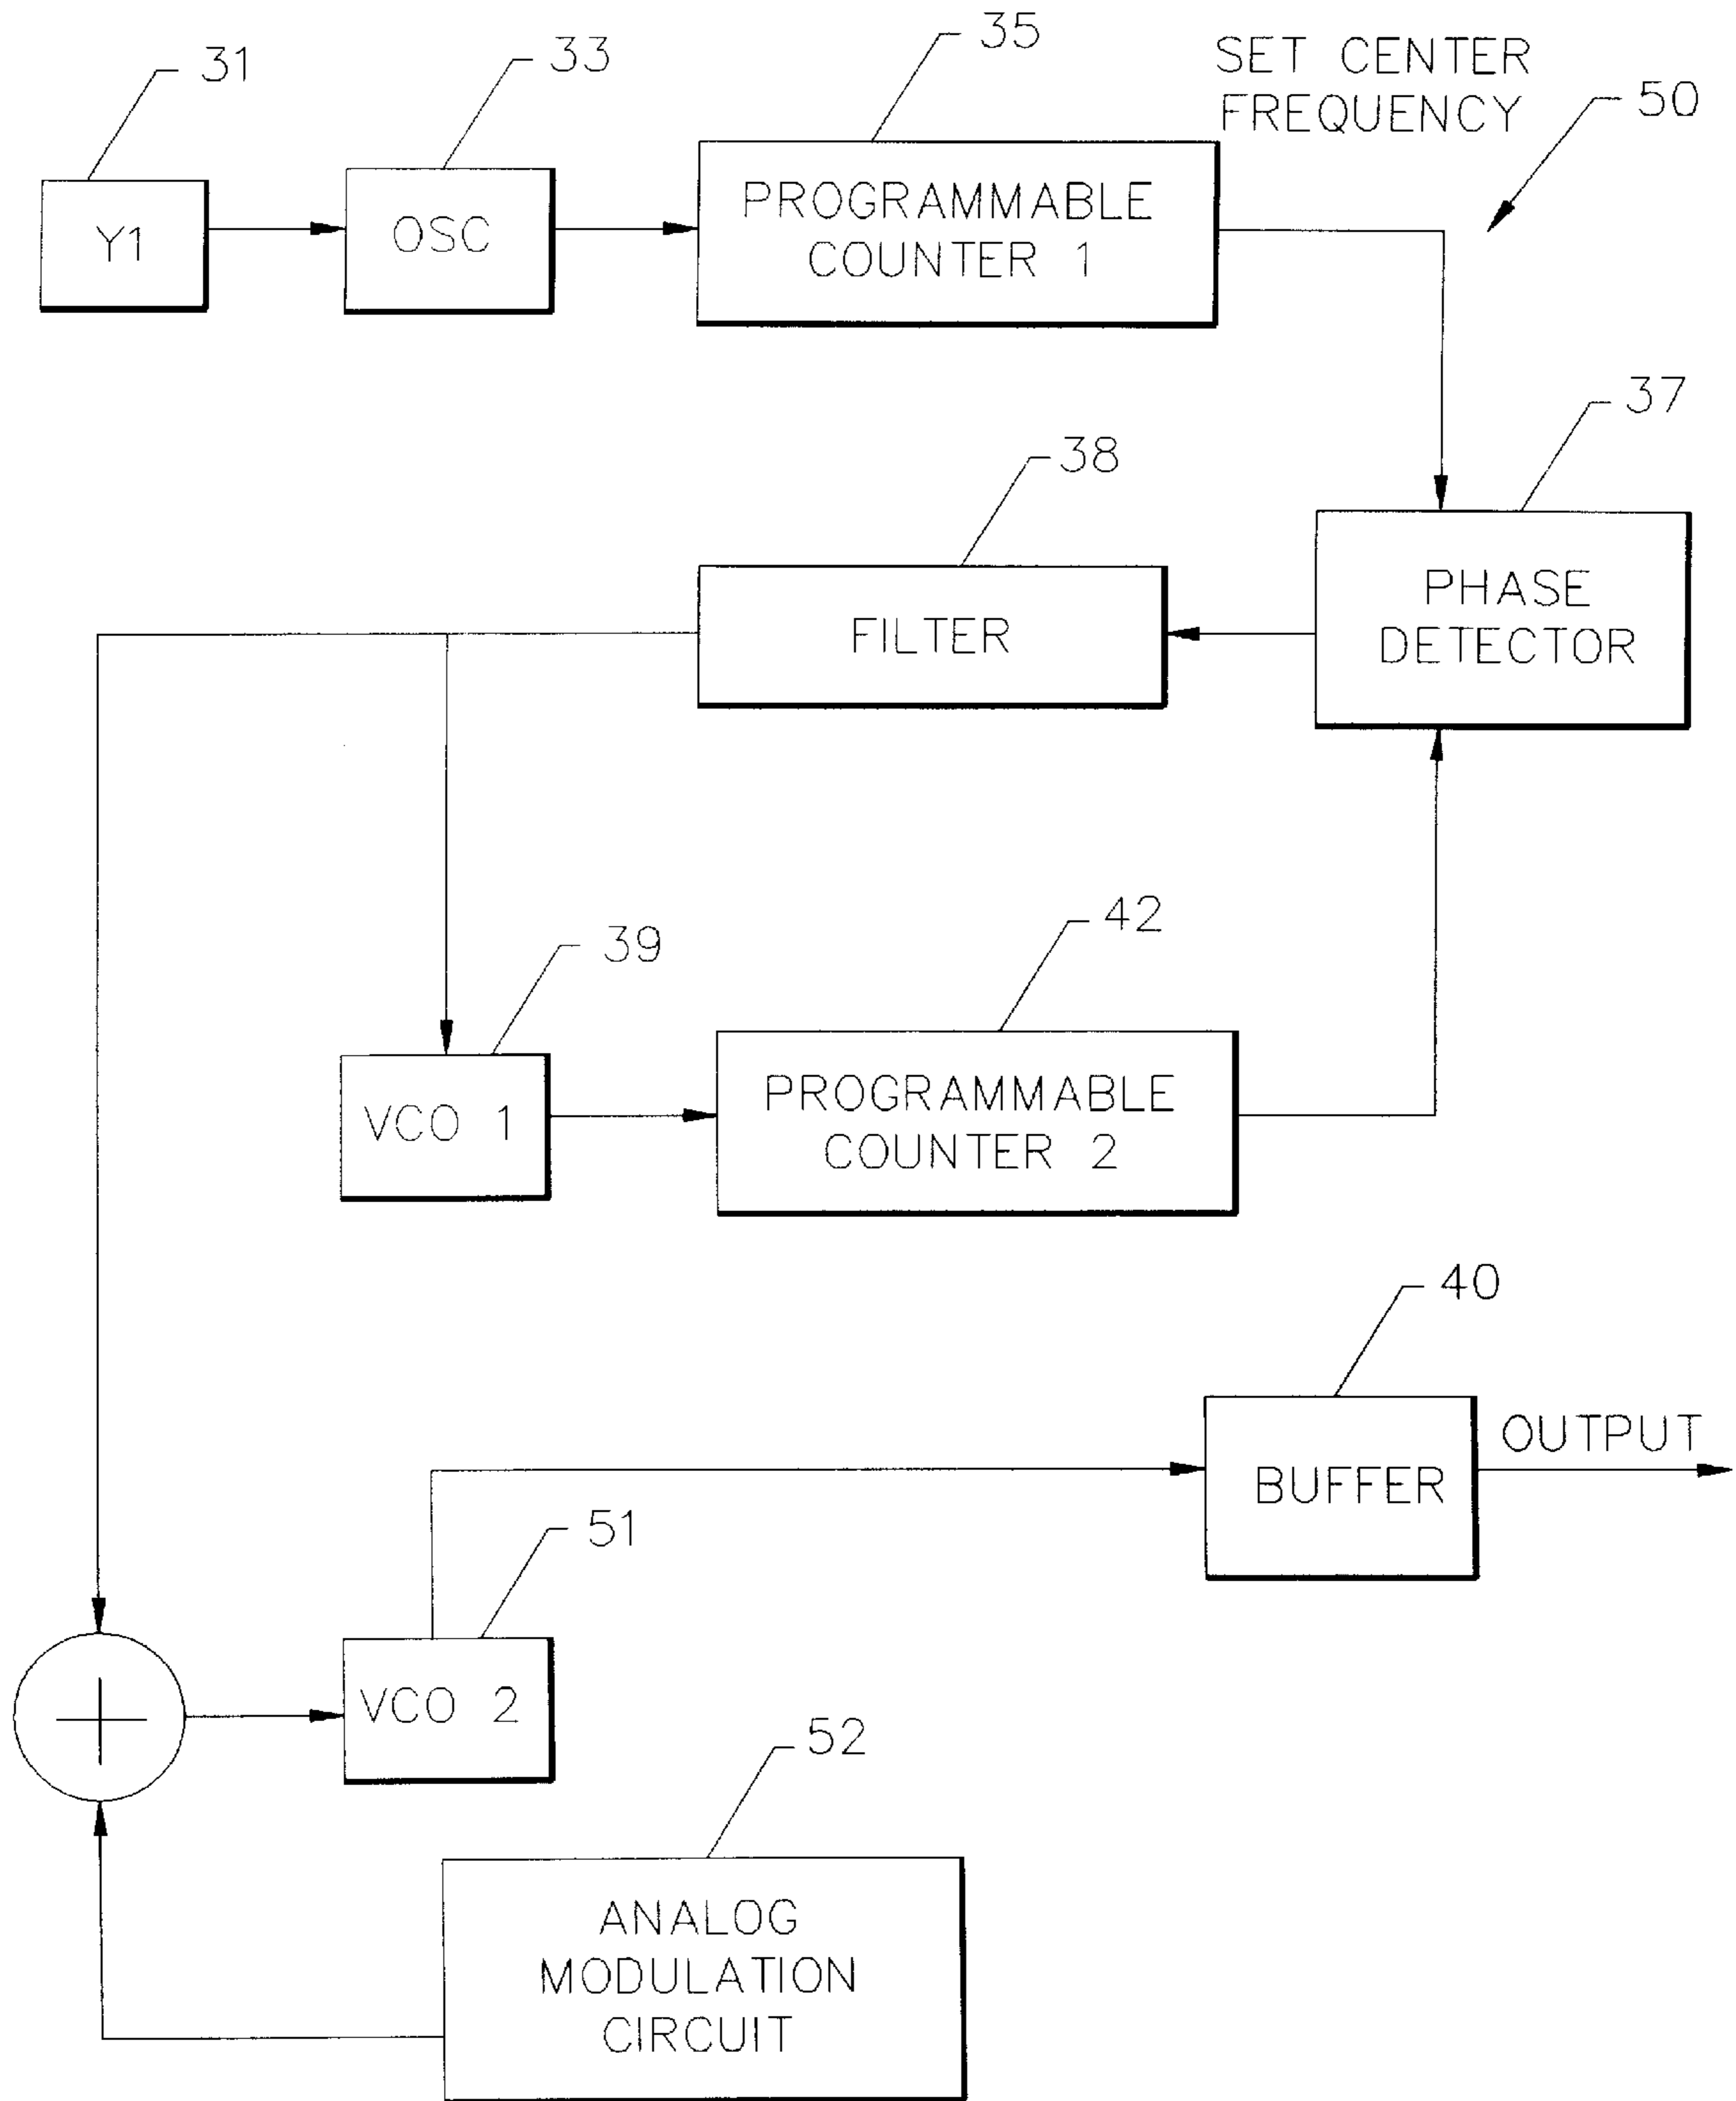 31
33
35
SET CENTER
FREQUENCY
50
Y1
OSC
PROGRAMMABLE
COUNTER 1
37
38
FILTER
PHASE
DETECTOR
39
42
VCO 1
PROGRAMMABLE
COUNTER 2
40
BUFFER
OUTPUT
51
VCO 2
52
ANALOG
MODULATION
CIRCUIT